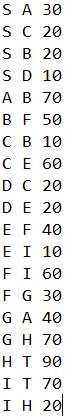 S A 30
S C 20
S B 20
S D 10
A B 70
B F 50
C B 10
C E 60
D C 20
D E 20
E F 40
E I 10
F I 60
F G 30
G A 40
G H 70
H T 90
I T 70
I H 20